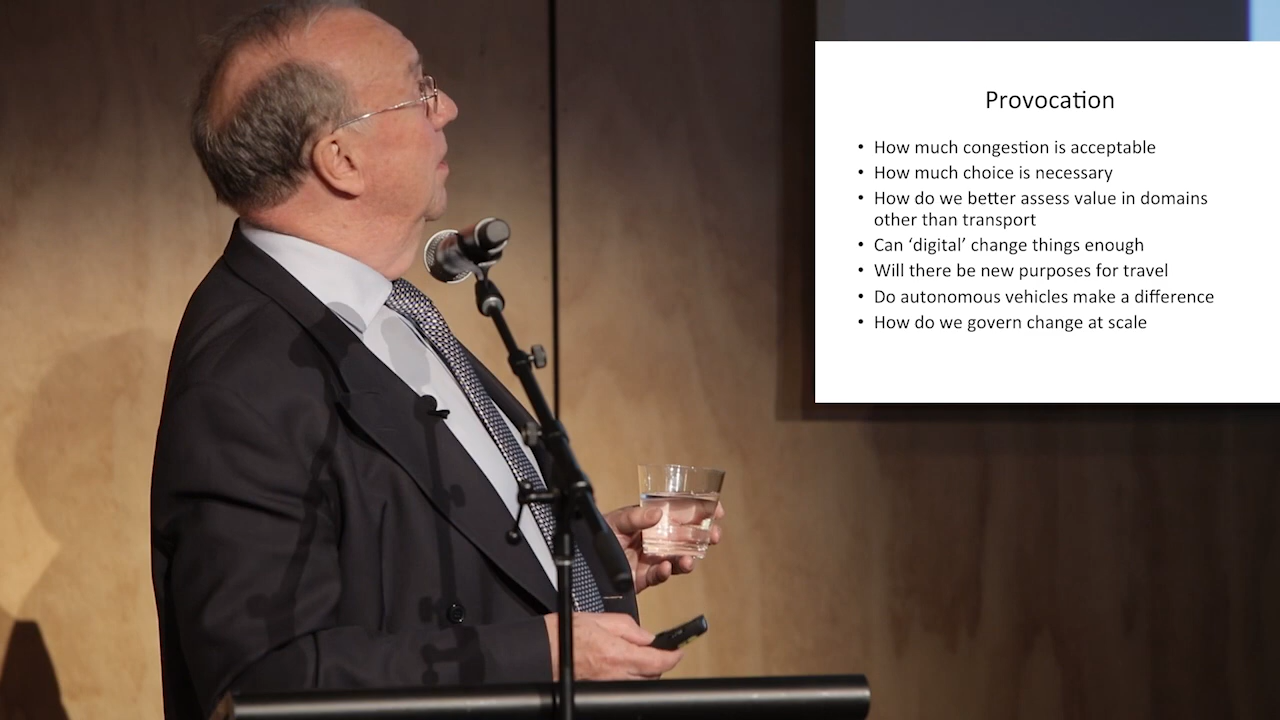 Provocation
• How much congestion is acceptable
• How much choice is necessary
• How do we better assess value in domains
other than transport
• Can ‘digital’ change things enough
• Will there be new purposes for travel
• Do autonomous vehicles make a difference
• How do we govern change at scale